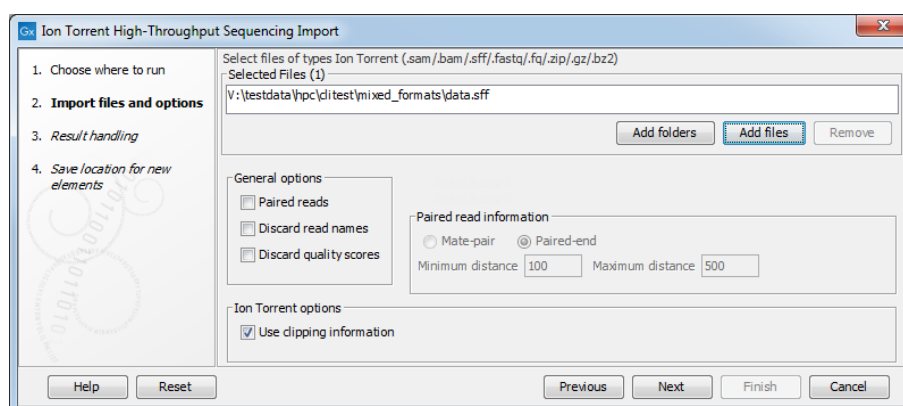 Gx Ion Torrent High-Throughput Sequencing Import
1. Choose where to run
2. Import files and options
3. Result handling
4. Save location for new
elements
Select files of types Ion Torrent (.sam/.bam/.sff/.fastq/.fq/.zip/.gz/.bz2)
Selected Files (1)
V:\testdata\hpc\clitest\mixed_formats\data.sff
Add folders Add files Remove
General options
Paired reads
Discard read names
Discard quality scores
Paired read information
Mate-pair Paired-end
Minimum distance 100 Maximum distance 500
Ion Torrent options
Use clipping information
Help Reset Previous Next Finish Cancel